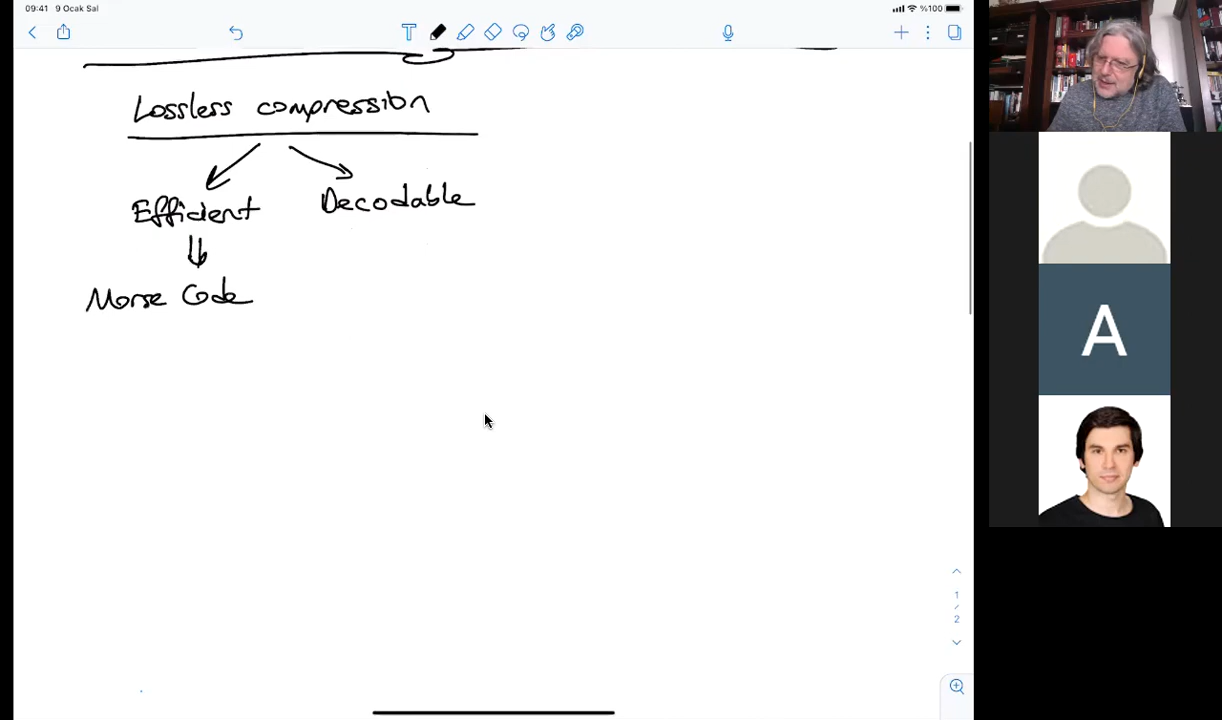 09:41 9 Ocak Sal
%100
T
Lossless compression
Efficient Decodable
Morse Code
A
1
/
2